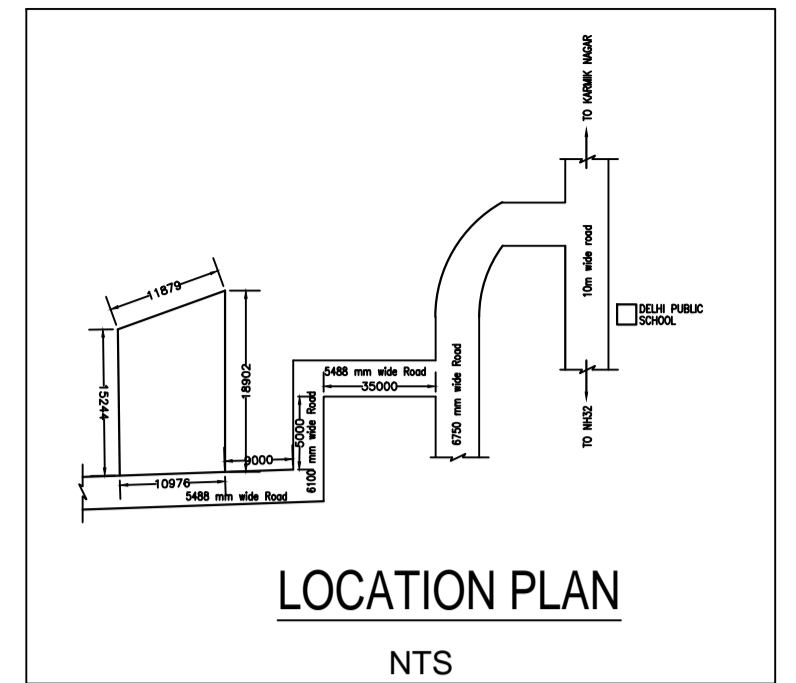 TO KARMIK NAGAR
10m wide road
DELHI PUBLIC
SCHOOL
TO NH32
11879
15244
18902
5488 mm wide Road
35000
6750 mm wide Road
5000
6100 mm wide Road
9000
10976
5488 mm wide Road
LOCATION PLAN
NTS